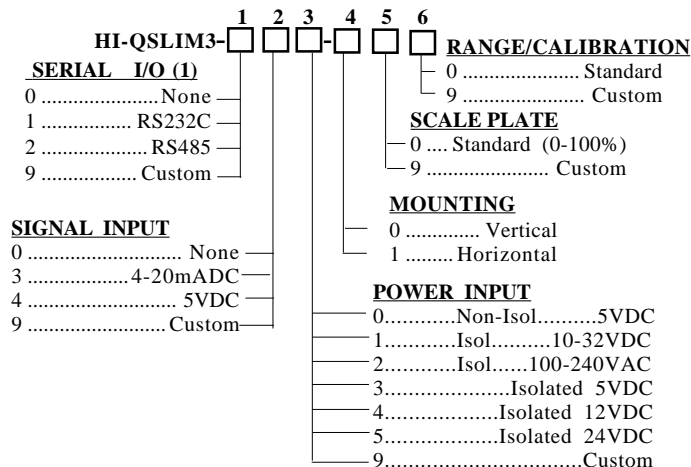 1 2 3 4 5 6
HI-QSLIM3-
-
RANGE/CALIBRATION
0 ..................... Standard
9 ...................... Custom
SERIAL I/O (1)
0 .....................None
1 ................. RS232C
2 ...................RS485
9 .................. Custom
SCALE PLATE
0 .... Standard (0-100%)
9 ...................... Custom
MOUNTING
0 .............. Vertical
1 ......... Horizontal
SIGNAL INPUT
0 ............................ None
3 ...................4-20mADC
4 ........................... 5VDC
9 .......................Custom
POWER INPUT
0............Non-Isol..........5VDC
1............Isol...........10-32VDC
2............Isol......100-240VAC
3......................Isolated 5VDC
4....................Isolated 12VDC
5....................Isolated 24VDC
9...................................Custom